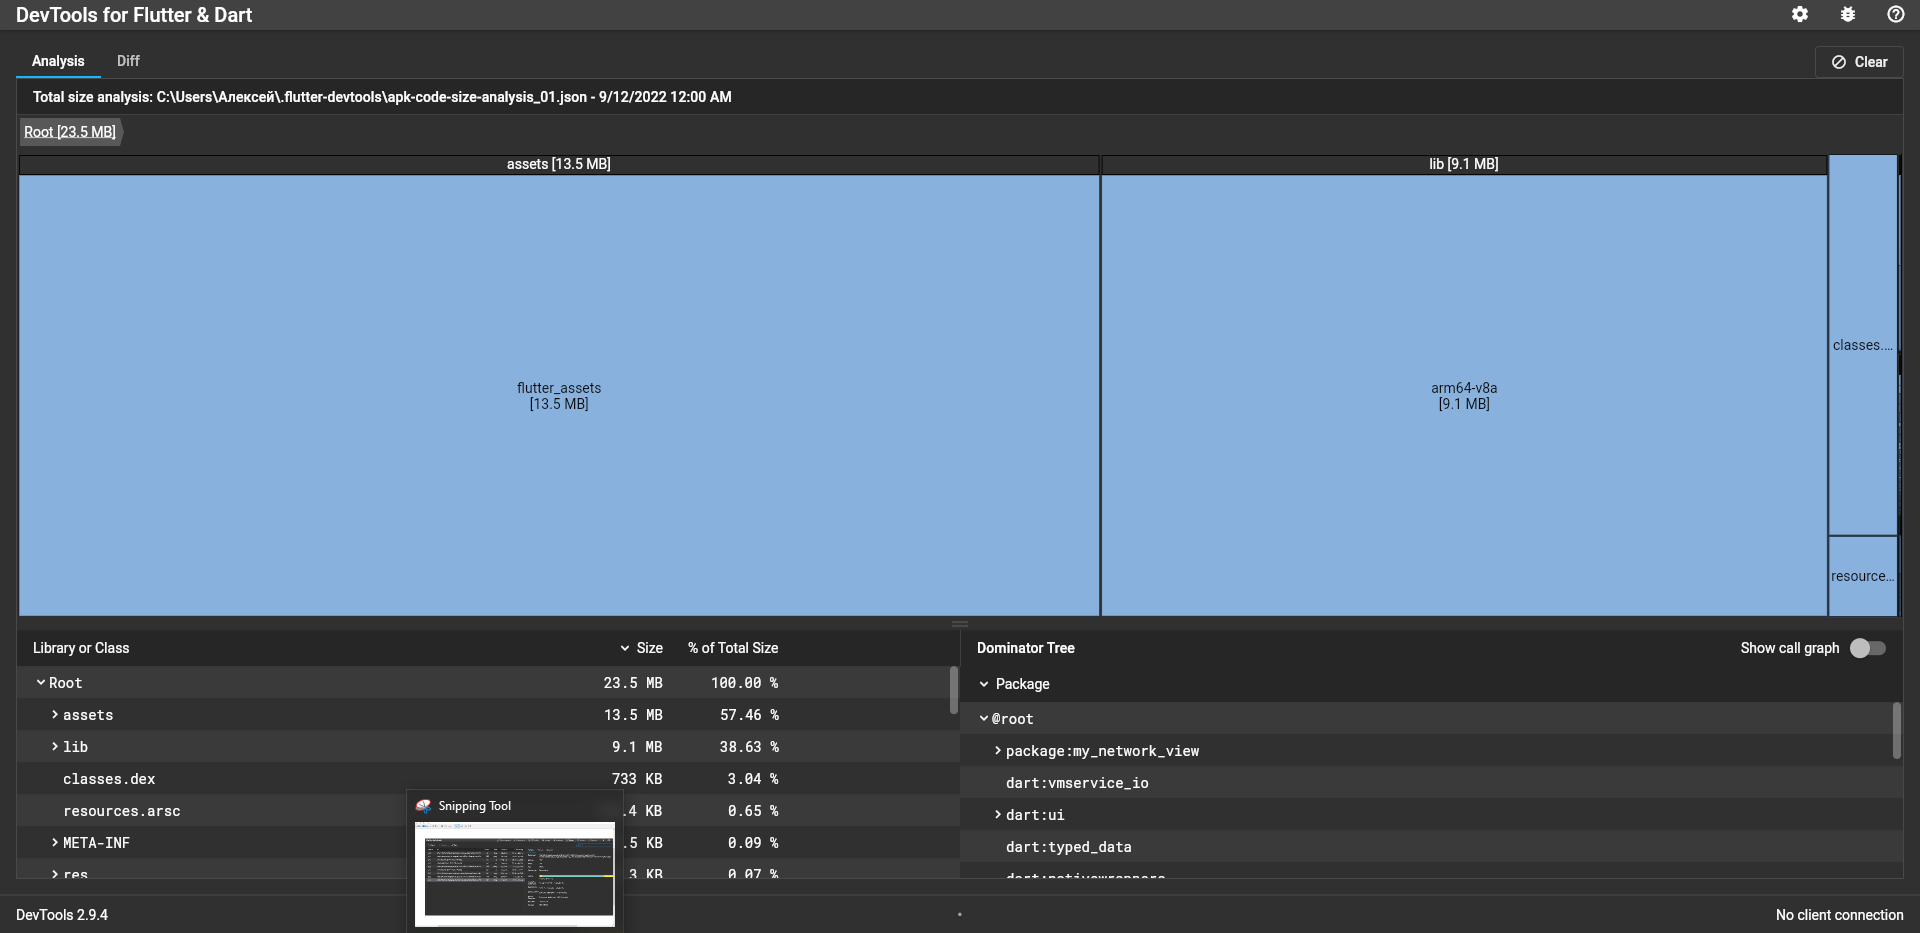 DevTools for Flutter & Dart
Analysis
Diff
Clear
Total size analysis: C:\Users\Алексей\.flutter-devtools\apk-code-size-analysis_01.json - 9/12/2022 12:00 AM
Root [23.5 MB]
assets [13.5 MB]
lib [9.1 MB]
flutter_assets
[13.5 MB]
arm64-v8a
[9.1 MB]
classes....
resource...
Library or Class
Size
% of Total Size
Root 23.5 MB 100.00 %
assets 13.5 MB 57.46 %
lib 9.1 MB 38.63 %
classes.dex 733 KB 3.04 %
resources.arsc .4 KB 0.65 %
META-INF .5 KB 0.09 %
res 3 KB 0.07 %
Snipping Tool
Dominator Tree
Show call graph
Package
@root
package:my_network_view
dart:vmservice_io
dart:ui
dart:typed_data
dart:nativewrappers
DevTools 2.9.4
No client connection